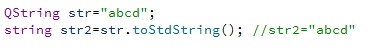 QString str="abcd";
string str2=str.toStdString(); //str2="abcd"